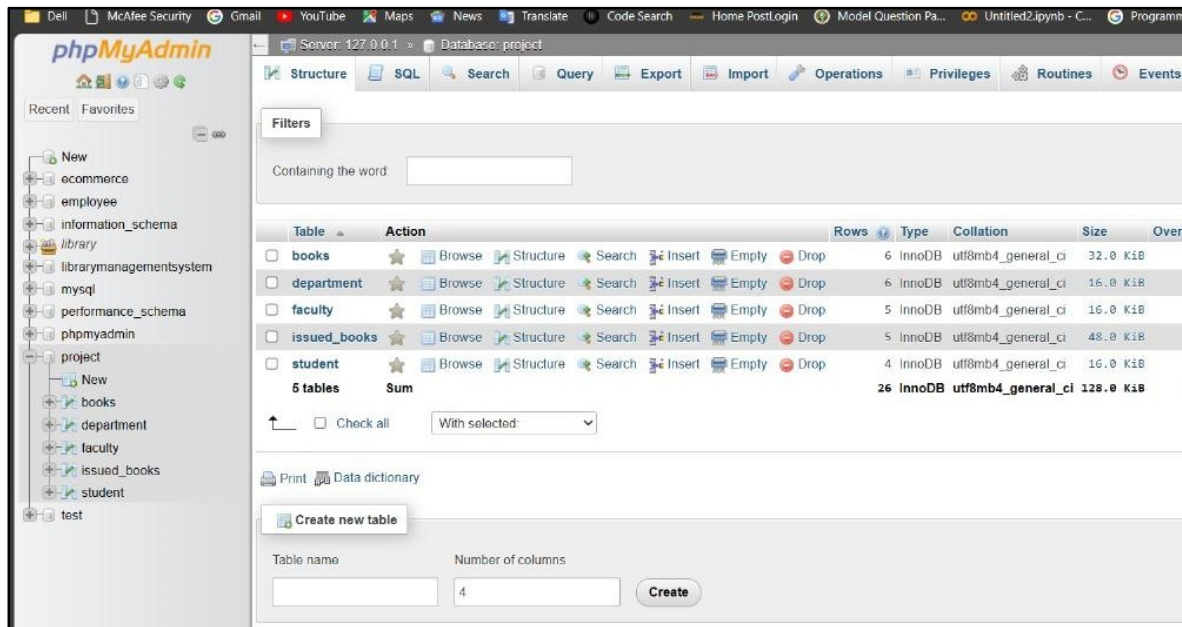 Dell McAfee Security Gmail YouTube Maps News Translate Code Search Home PostLogin Model Question Pa... Untitled2.ipynb - C... Programm
phpMyAdmin
Recent Favorites
New
ecommerce
employee
information_schema
library
librarymanagementsystem
mysql
performance_schema
phpmyadmin
project
New
books
department
faculty
issued_books
student
test
Server: 127.0.0.1 » Database: project
Structure SQL Search Query Export Import Operations Privileges Routines Events
Filters
Containing the word:
Table Action Rows Type Collation Size Over
books Browse Structure Search Insert Empty Drop 6 InnoDB utf8mb4_general_ci 32.0 KiB
department Browse Structure Search Insert Empty Drop 6 InnoDB utf8mb4_general_ci 16.0 KiB
faculty Browse Structure Search Insert Empty Drop 5 InnoDB utf8mb4_general_ci 16.0 KiB
issued_books Browse Structure Search Insert Empty Drop 5 InnoDB utf8mb4_general_ci 48.0 KiB
student Browse Structure Search Insert Empty Drop 4 InnoDB utf8mb4_general_ci 16.0 KiB
5 tables Sum 26 InnoDB utf8mb4_general_ci 128.0 KiB
Check all With selected:
Print Data dictionary
Create new table
Table name Number of columns
4 Create